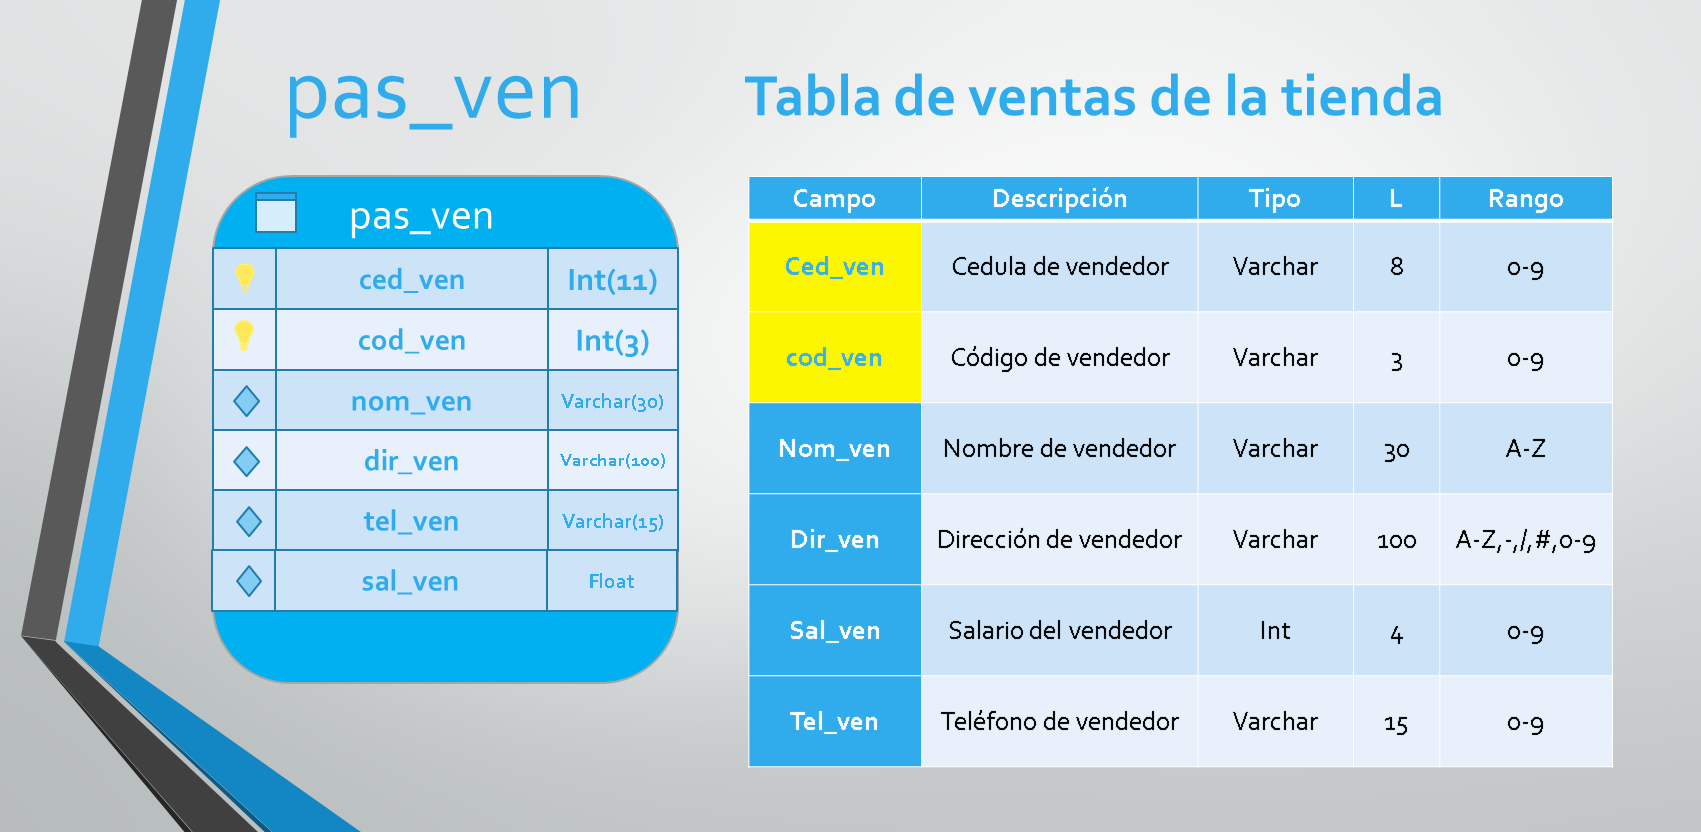 pas_ven
Tabla de ventas de la tienda
pas_ven
ced_ven Int(11)
cod_ven Int(3)
nom_ven Varchar(30)
dir_ven Varchar(100)
tel_ven Varchar(15)
sal_ven Float
Campo Descripción Tipo L Rango
Ced_ven Cedula de vendedor Varchar 8 0-9
cod_ven Código de vendedor Varchar 3 0-9
Nom_ven Nombre de vendedor Varchar 30 A-Z
Dir_ven Dirección de vendedor Varchar 100 A-Z,-,/,#,0-9
Sal_ven Salario del vendedor Int 4 0-9
Tel_ven Teléfono de vendedor Varchar 15 0-9